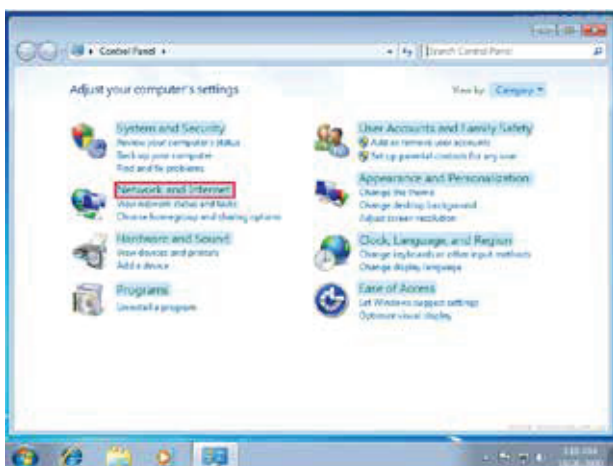 Control Panel
Search Control Panel
Adjust your computer's settings
View by: Category
System and Security
Review your computer's status
Back up your computer
Find and fix problems
Network and Internet
View network status and tasks
Choose homegroup and sharing options
Hardware and Sound
View devices and printers
Add a device
Programs
Uninstall a program
User Accounts and Family Safety
Add or remove user accounts
Set up parental controls for any user
Appearance and Personalization
Change the theme
Change desktop background
Adjust screen resolution
Clock, Language, and Region
Change keyboards or other input methods
Change display language
Ease of Access
Let Windows suggest settings
Optimize visual display